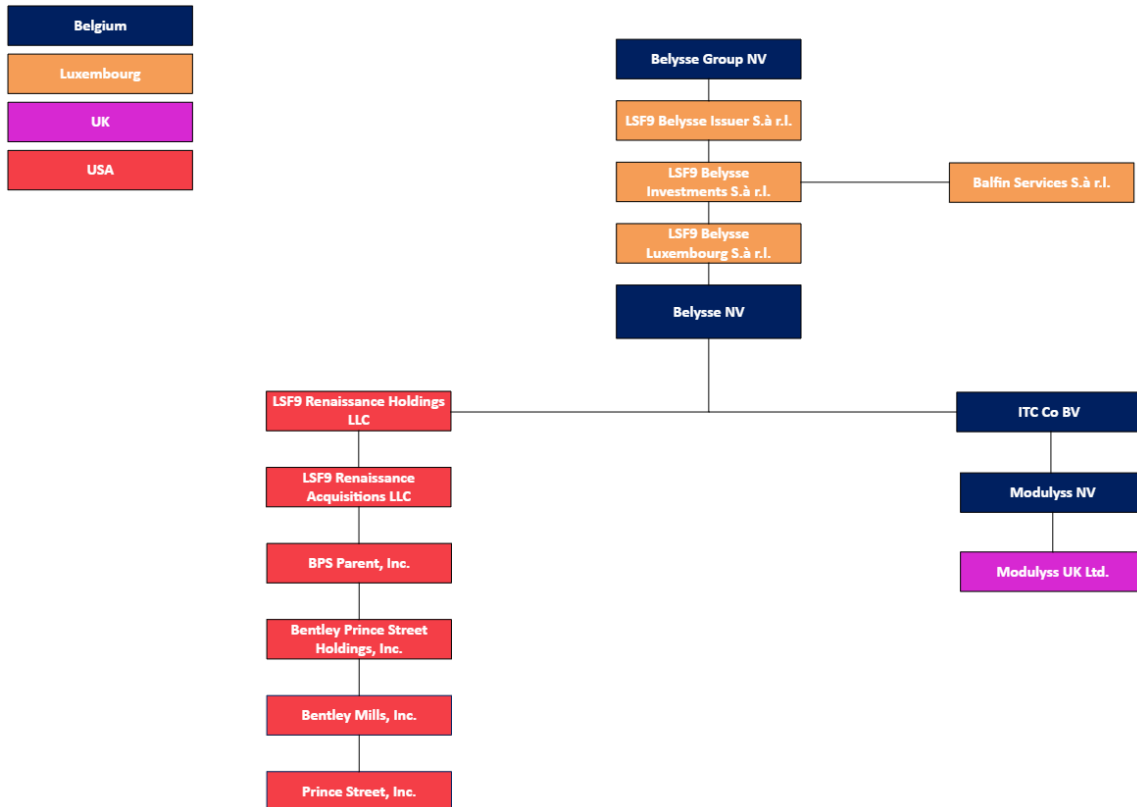 Belgium
Luxembourg
UK
USA
Belysse Group NV
LSF9 Belysse Issuer S.à r.l.
LSF9 Belysse
Investments S.à r.l.
Balfin Services S.à r.l.
LSF9 Belysse
Luxembourg S.à r.l.
Belysse NV
LSF9 Renaissance Holdings
LLC
ITC Co BV
LSF9 Renaissance
Acquisitions LLC
Modulyss NV
BPS Parent, Inc.
Modulyss UK Ltd.
Bentley Prince Street
Holdings, Inc.
Bentley Mills, Inc.
Prince Street, Inc.